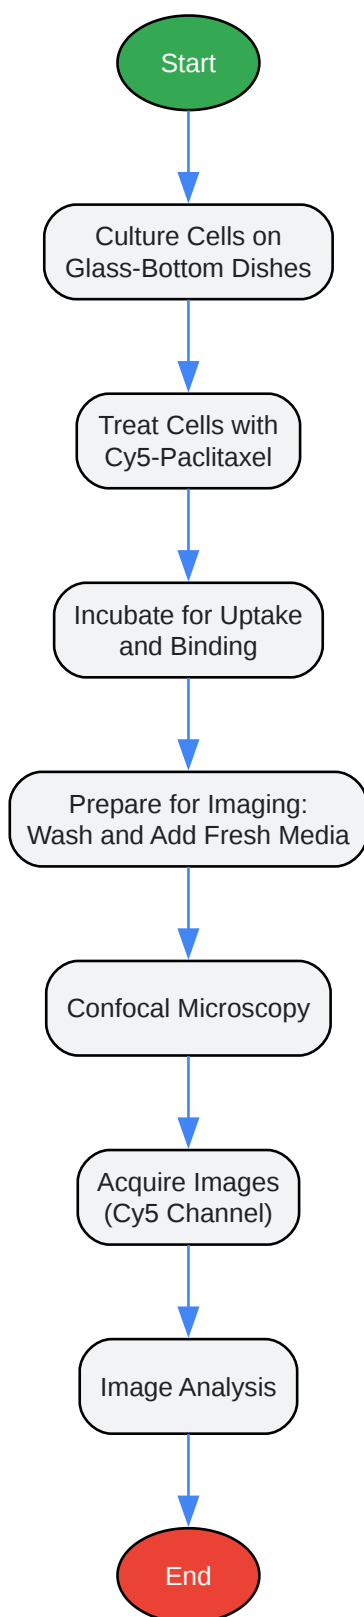 Start
Culture Cells on
Glass-Bottom Dishes
Treat Cells with
Cy5-Paclitaxel
Incubate for Uptake
and Binding
Prepare for Imaging:
Wash and Add Fresh Media
Confocal Microscopy
Acquire Images
(Cy5 Channel)
Image Analysis
End